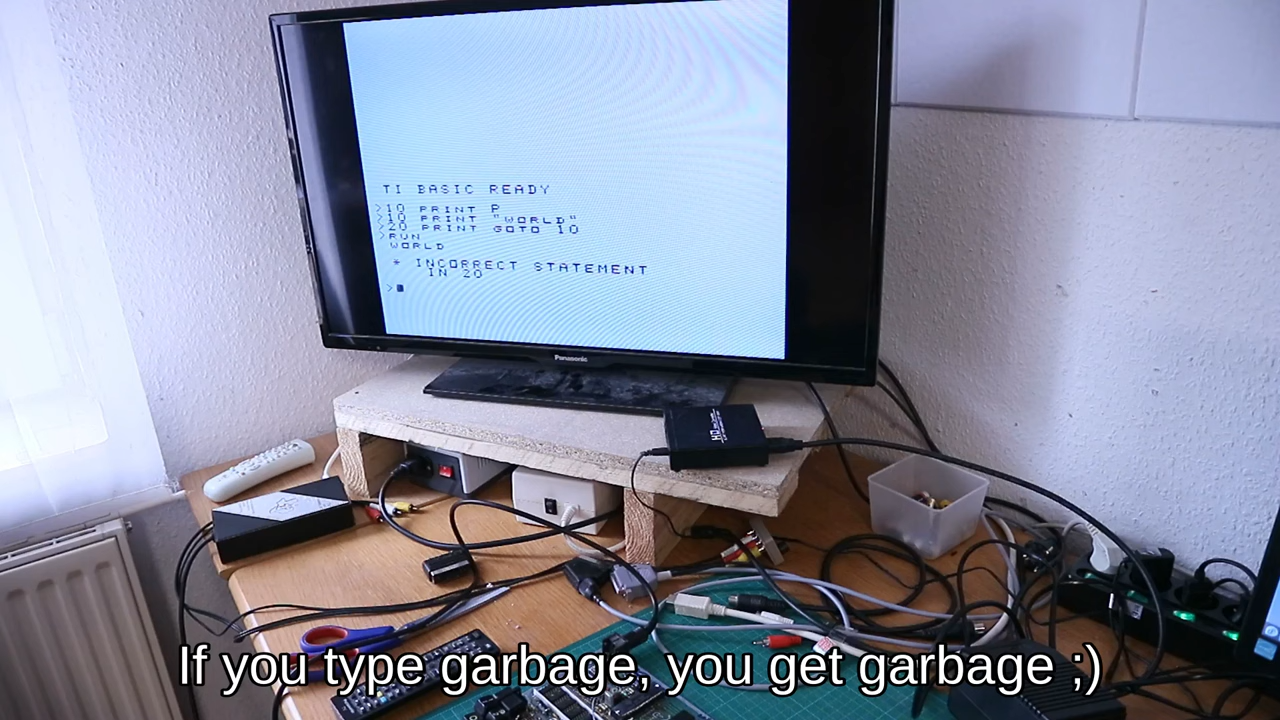 TI BASIC READY
>10 PRINT P
>10 PRINT "WORLD"
>20 PRINT GOTO 10
>RUN
WORLD
* INCORRECT STATEMENT
IN 20
>
Panasonic
HD
If you type garbage, you get garbage ;)